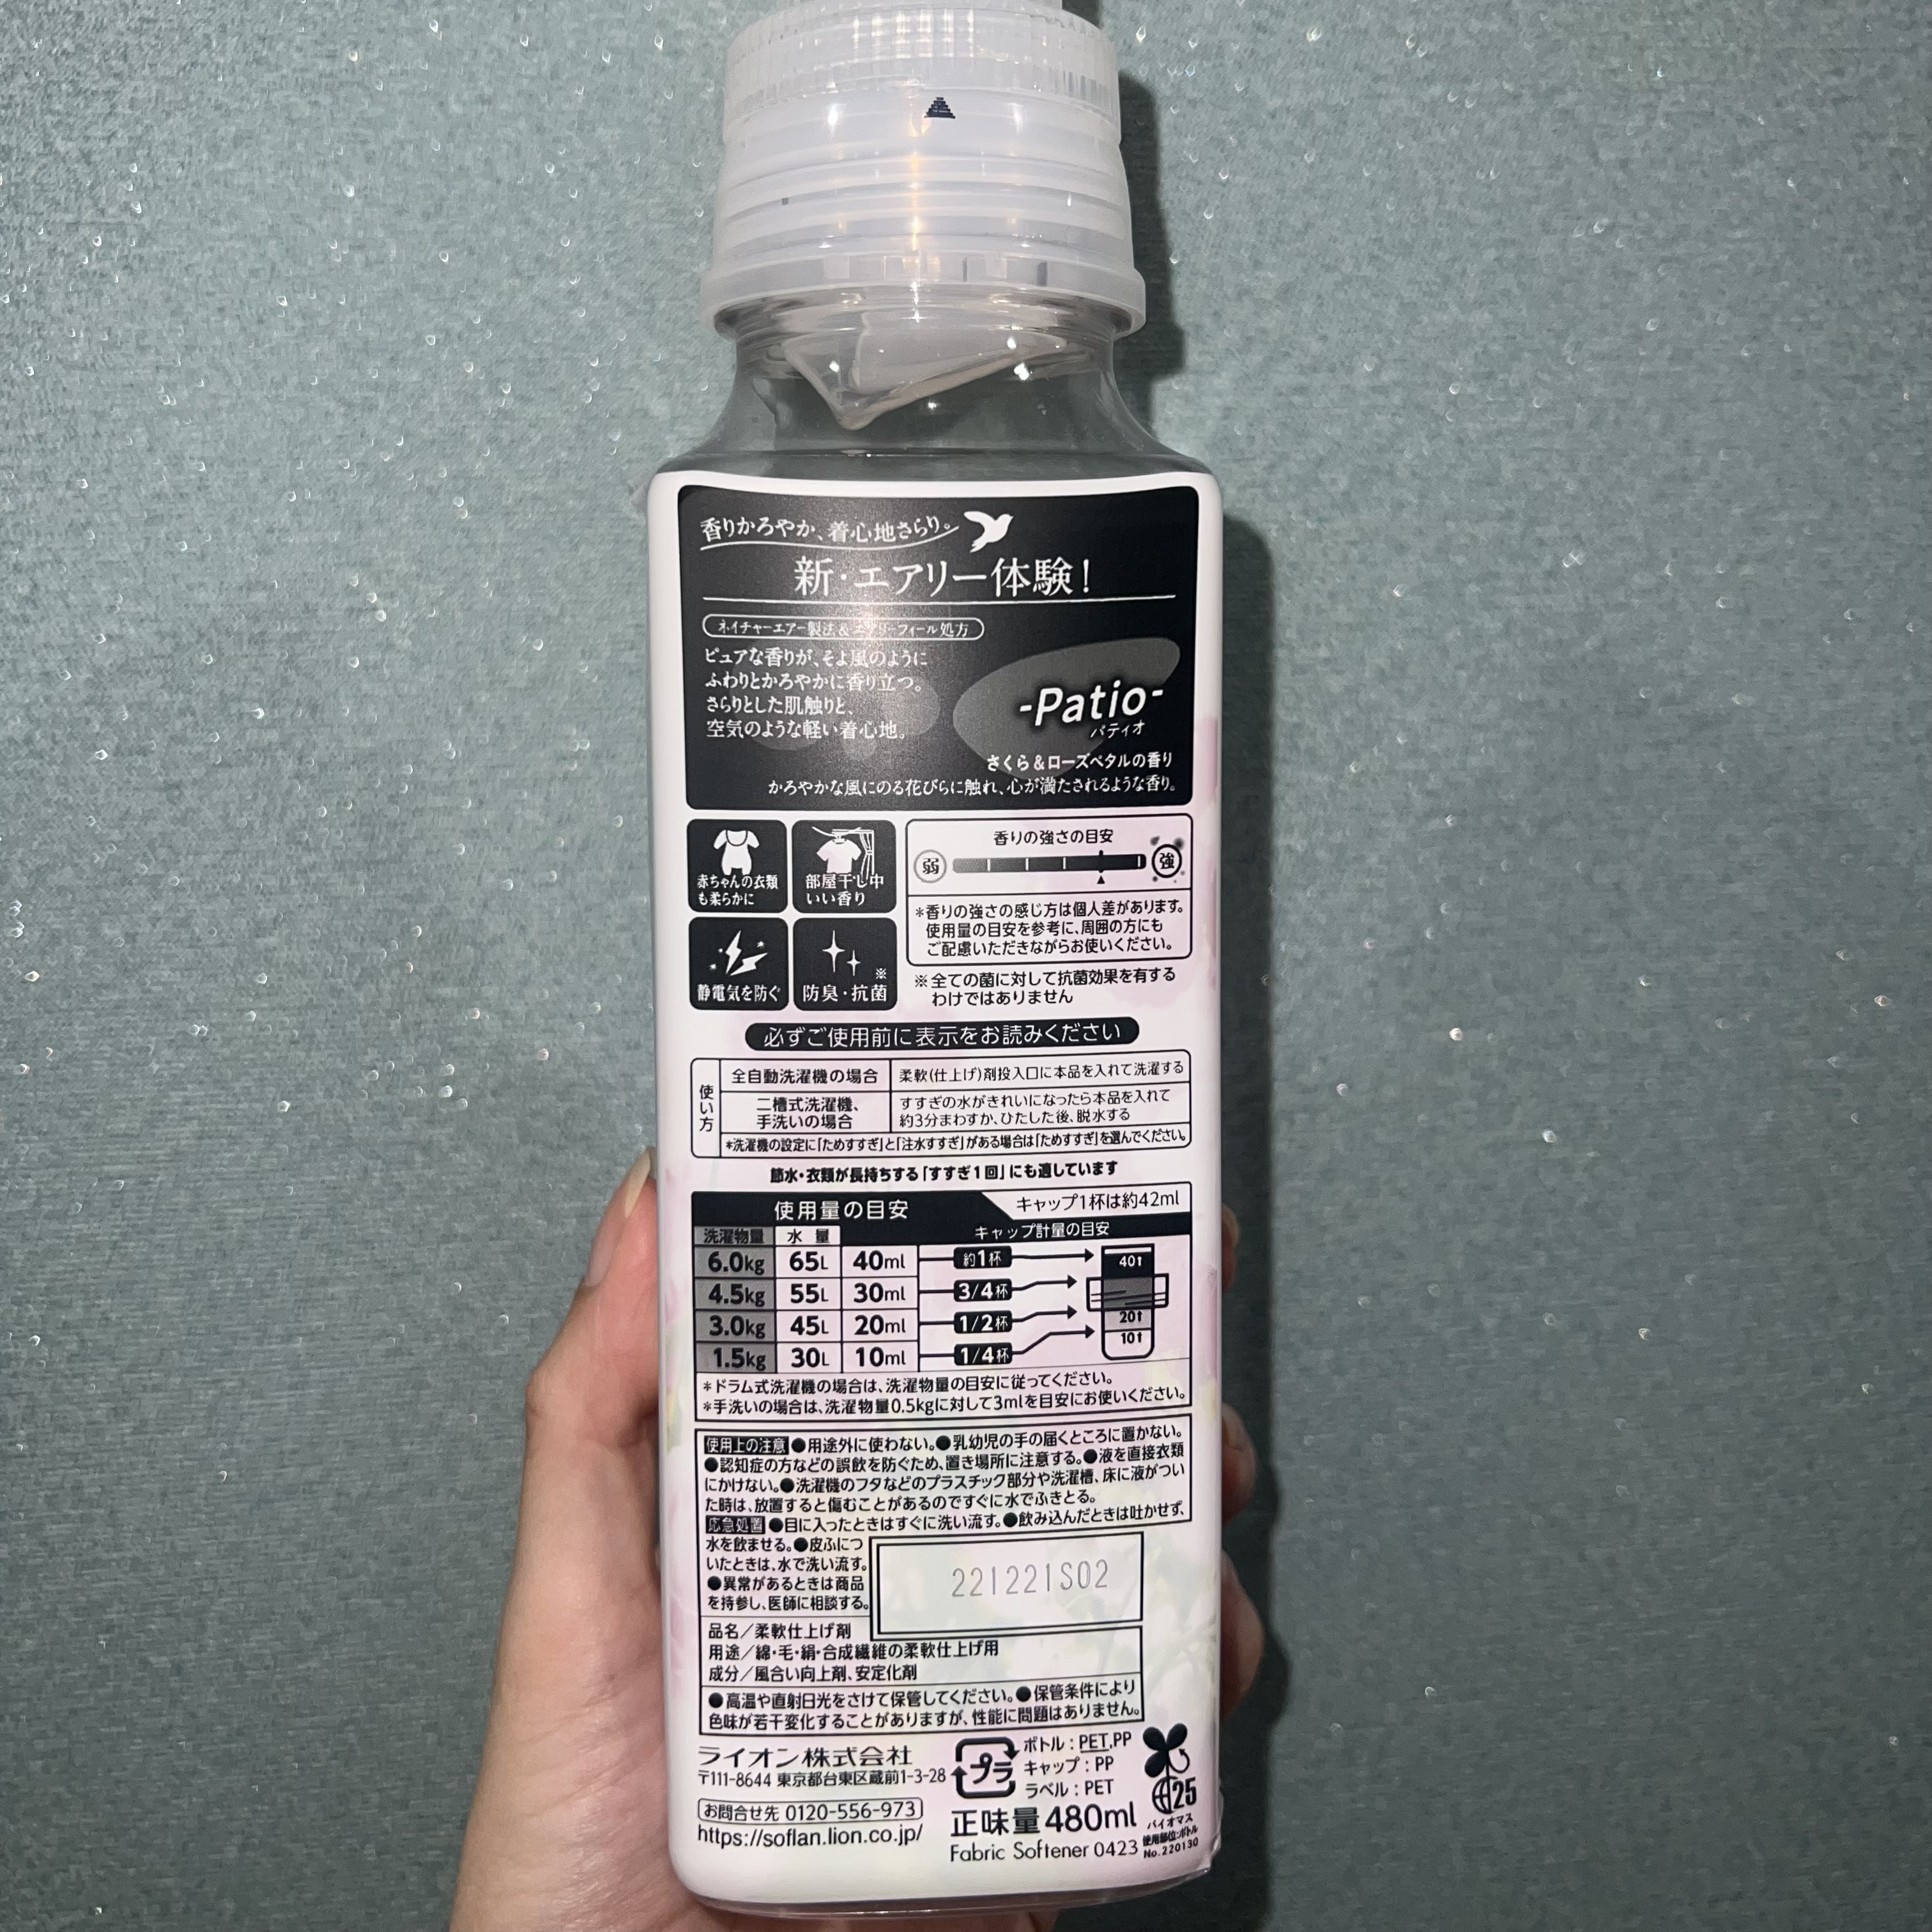 香りかろやか、着心地さらり。
新・エアリー体験！
ネイチャーエアー製法＆エアリーフィール処方
ピュアな香りが、そよ風のように
ふわりとかろやかに香り立つ。
さらりとした肌触りと、
空気のような軽い着心地。
-Patio-
パティオ
さくら＆ローズペタルの香り
かろやかな風にのる花びらに触れ、心が満たされるような香り。
赤ちゃんの衣類
も柔らかに
部屋干し中
いい香り
静電気を防ぐ
防臭・抗菌※
香りの強さの目安
弱 強
＊香りの強さの感じ方は個人差があります。
使用量の目安を参考に、周囲の方にも
ご配慮いただきながらお使いください。
※全ての菌に対して抗菌効果を有する
わけではありません
必ずご使用前に表示をお読みください
使い方
全自動洗濯機の場合 柔軟(仕上げ)剤投入口に本品を入れて洗濯する
二槽式洗濯機、
手洗いの場合
すすぎの水がきれいになったら本品を入れて
約3分まわすか、ひたした後、脱水する
＊洗濯機の設定に「ためすすぎ」と「注水すすぎ」がある場合は「ためすすぎ」を選んでください。
節水・衣類が長持ちする「すすぎ1回」にも適しています
使用量の目安 キャップ1杯は約42ml
洗濯物量 水量 キャップ計量の目安
6.0kg 65L 40ml 約1杯 40↑
4.5kg 55L 30ml 3/4杯
3.0kg 45L 20ml 1/2杯 20↑
1.5kg 30L 10ml 1/4杯 10↑
＊ドラム式洗濯機の場合は、洗濯物量の目安に従ってください。
＊手洗いの場合は、洗濯物量0.5kgに対して3mlを目安にお使いください。
使用上の注意 ●用途外に使わない。●乳幼児の手の届くところに置かない。
●認知症の方などの誤飲を防ぐため、置き場所に注意する。●液を直接衣類
にかけない。●洗濯機のフタなどのプラスチック部分や洗濯槽、床に液がつい
た時は、放置すると傷むことがあるのですぐに水でふきとる。
応急処置 ●目に入ったときはすぐに洗い流す。●飲み込んだときは吐かせず、
水を飲ませる。●皮ふにつ
いたときは、水で洗い流す。
●異常があるときは商品
を持参し、医師に相談する。
221221S02
品名／柔軟仕上げ剤
用途／綿・毛・絹・合成繊維の柔軟仕上げ用
成分／風合い向上剤、安定化剤
●高温や直射日光をさけて保管してください。●保管条件により
色味が若干変化することがありますが、性能に問題はありません。
ライオン株式会社
〒111-8644 東京都台東区蔵前1-3-28
お問合せ先 0120-556-973
https://soflan.lion.co.jp/
プラ
ボトル：PET,PP
キャップ：PP
ラベル：PET
正味量480ml
Fabric Softener 0423
25
バイオマス
使用部位：ボトル
No.220130